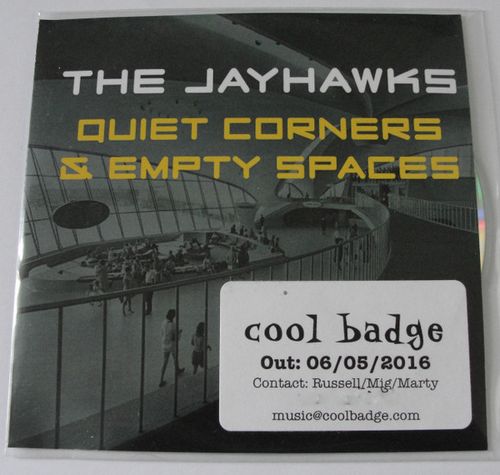 THE JAYHAWKS
QUIET CORNERS
& EMPTY SPACES
cool badge
Out: 06/05/2016
Contact: Russell/Mig/Marty
music@coolbadge.com